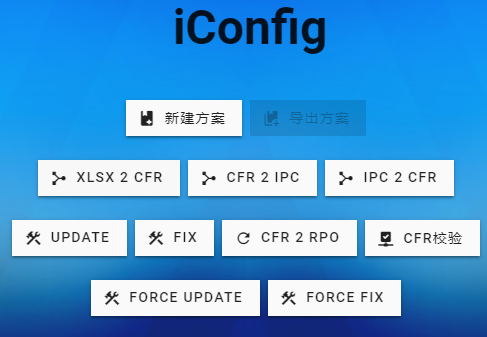 iConfig
新建方案 导出方案
XLSX 2 CFR CFR 2 IPC IPC 2 CFR
UPDATE FIX CFR 2 RPO CFR校验
FORCE UPDATE FORCE FIX